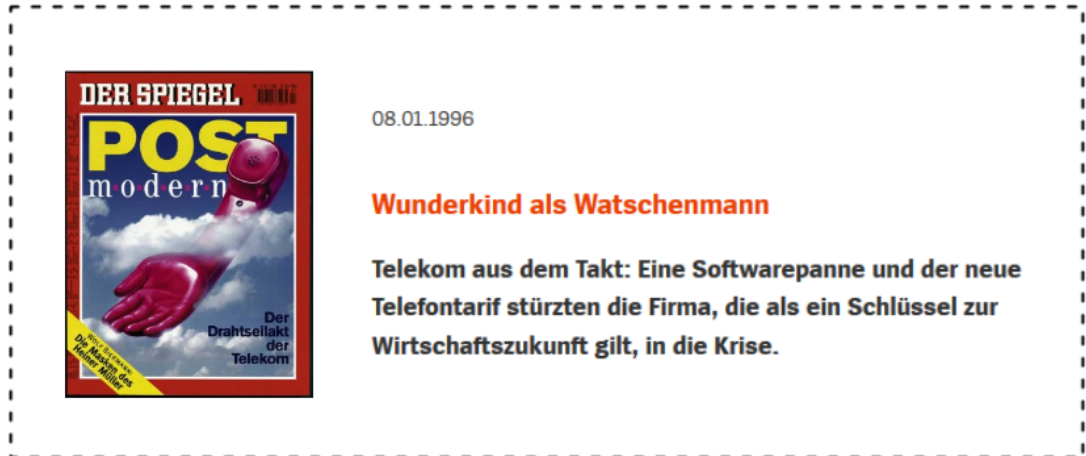 DER SPIEGEL
POST
m·o·d·e·r·n
Der
Drahtseilakt
der
Telekom
WOLF BIERMANN:
Die Masken des
Heiner Müller
08.01.1996
Wunderkind als Watschenmann
Telekom aus dem Takt: Eine Softwarepanne und der neue
Telefontarif stürzten die Firma, die als ein Schlüssel zur
Wirtschaftszukunft gilt, in die Krise.